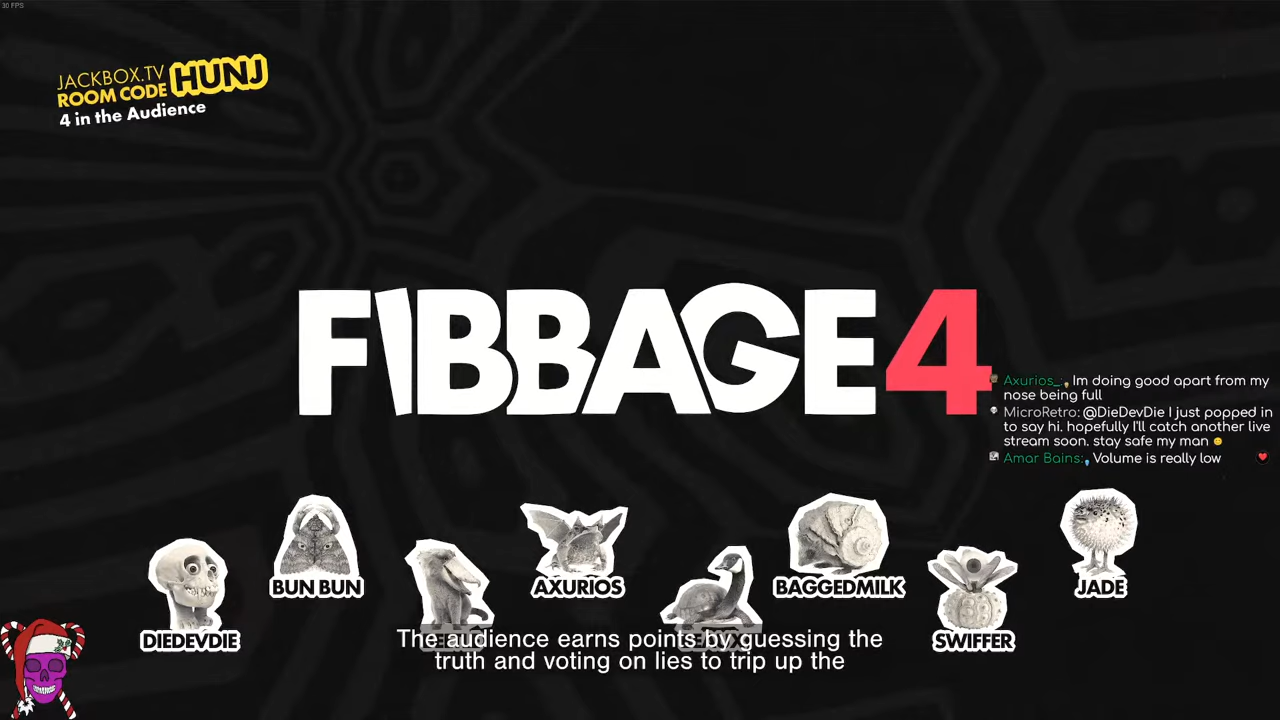 30 FPS
JACKBOX.TV
ROOM CODE HUNJ
4 in the Audience
FIBBAGE 4
Axurios_: Im doing good apart from my
nose being full
MicroRetro: @DieDevDie I just popped in
to say hi, hopefully I'll catch another live
stream soon. stay safe my man
Amar Bains: Volume is really low
BUN BUN
AXURIOS
BAGGEDMILK
JADE
DIEDEVDIE
SWIFFER
The audience earns points by guessing the
truth and voting on lies to trip up the